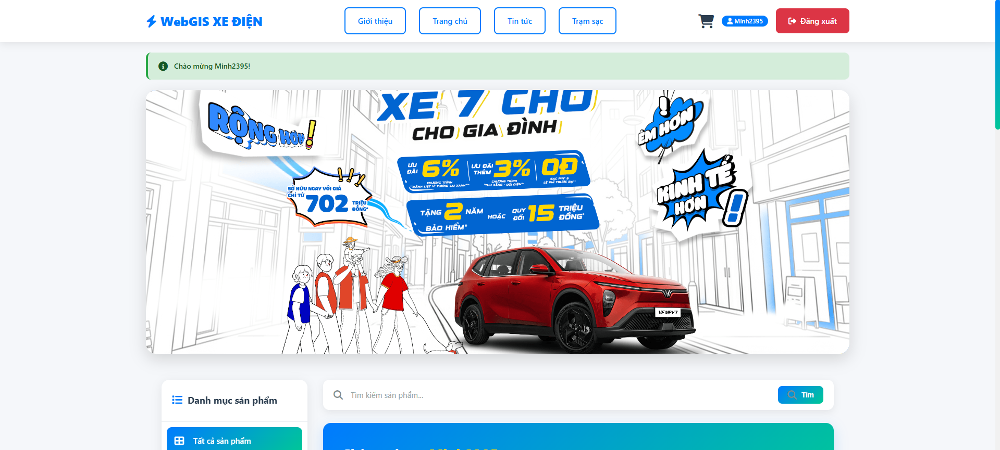 WebGIS XE ĐIỆN
Giới thiệu
Trang chủ
Tin tức
Trạm sạc
Minh2395
Đăng xuất
Chào mừng Minh2395!
XE 7 CHỖ
CHO GIA ĐÌNH
RỘNG HƠN!
ÊM HƠN!
KINH TẾ HƠN!
SỞ HỮU NGAY VỚI GIÁ
CHỈ TỪ 702 TRIỆU ĐỒNG*
ƯU ĐÃI 6%
CHƯƠNG TRÌNH
"MÃNH LIỆT VÌ TƯƠNG LAI XANH"**
ƯU ĐÃI THÊM 3%
CHƯƠNG TRÌNH
"THU XĂNG - ĐỔI ĐIỆN"*
0Đ
SẠC PIN* &
LỆ PHÍ TRƯỚC BẠ**
TẶNG 2 NĂM
BẢO HIỂM*
HOẶC
QUY ĐỔI 15 TRIỆU ĐỒNG*
VF MPV 7
Danh mục sản phẩm
Tìm kiếm sản phẩm...
Tìm
Tất cả sản phẩm